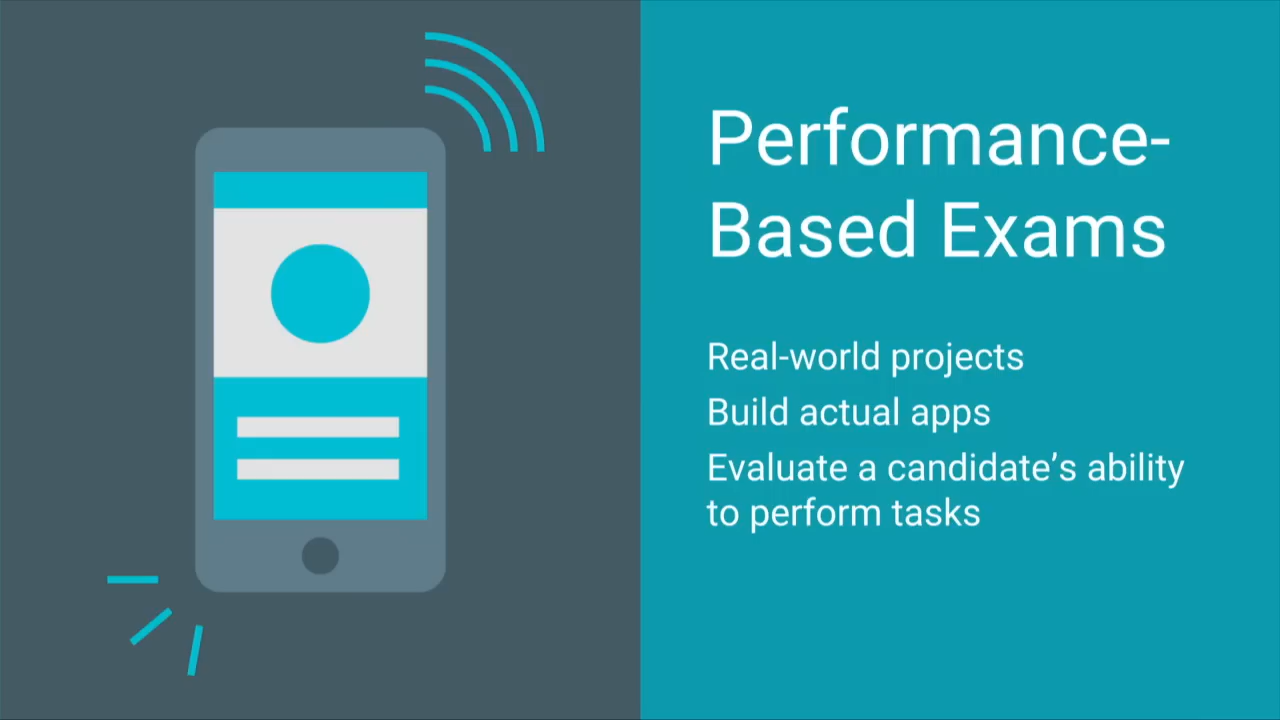 Performance-
Based Exams
Real-world projects
Build actual apps
Evaluate a candidate’s ability
to perform tasks